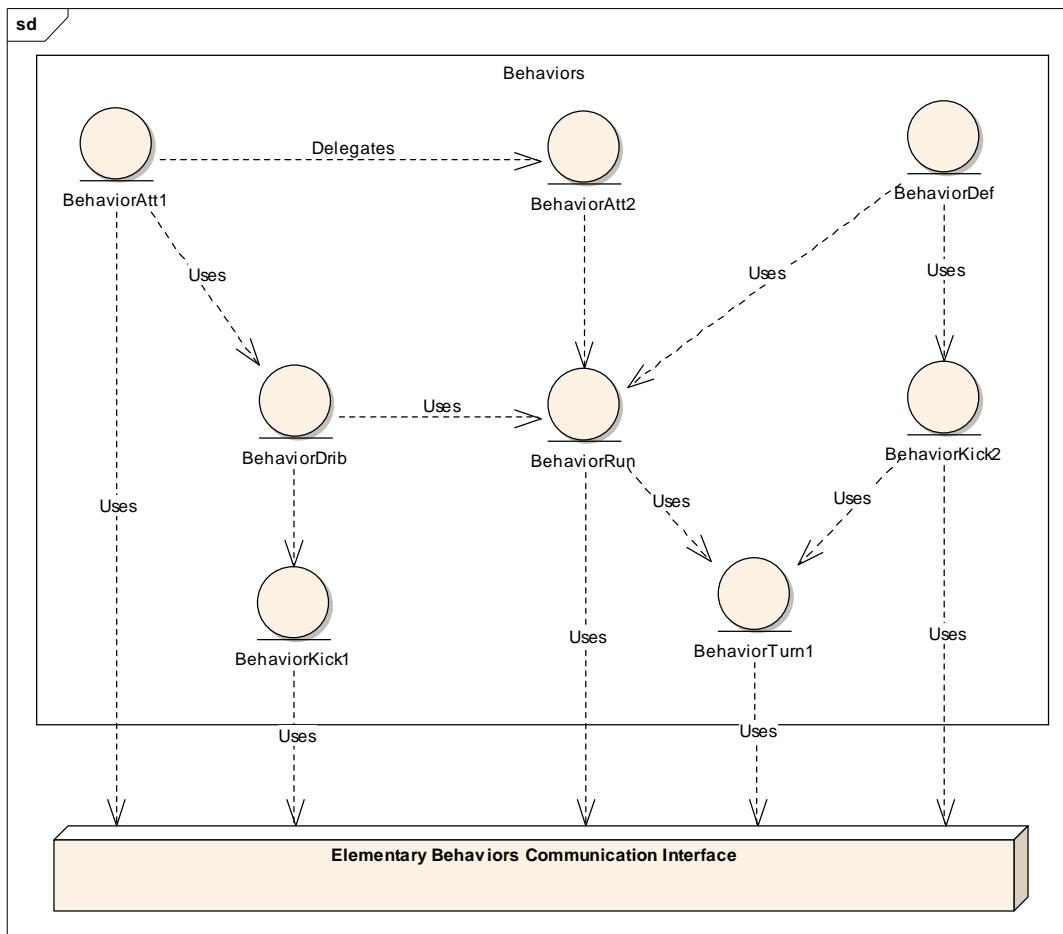 sd
Behaviors
Delegates
BehaviorAtt1
BehaviorAtt2
BehaviorDef
Uses
Uses
Uses
Uses
BehaviorDrib
BehaviorRun
BehaviorKick2
Uses
Uses
Uses
Uses
Uses
Uses
BehaviorKick1
BehaviorTurn1
Uses
Uses
Elementary Behaviors Communication Interface